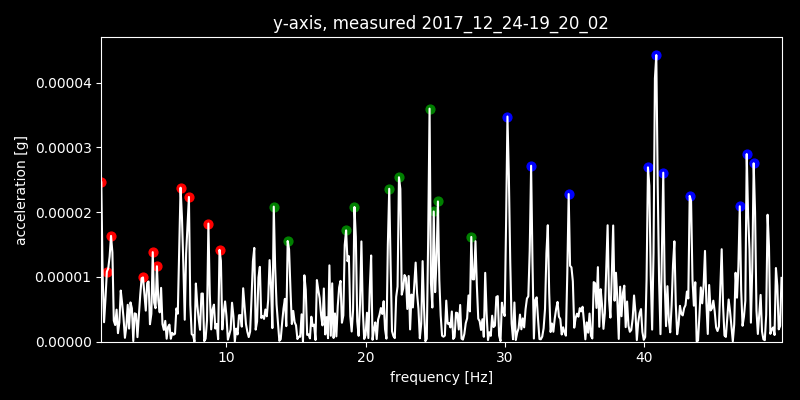 y-axis, measured 2017_12_24-19_20_02
acceleration [g]
0.00004
0.00003
0.00002
0.00001
0.00000
10 20 30 40
frequency [Hz]